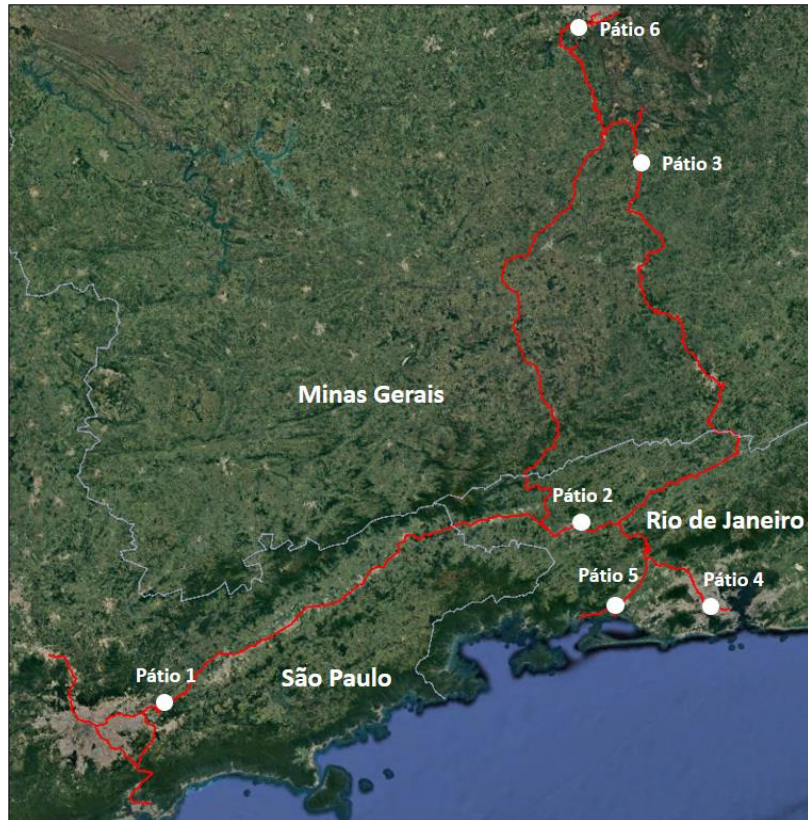 Pátio 6
Pátio 3
Minas Gerais
Pátio 2
Rio de Janeiro
Pátio 5
Pátio 4
Pátio 1
São Paulo